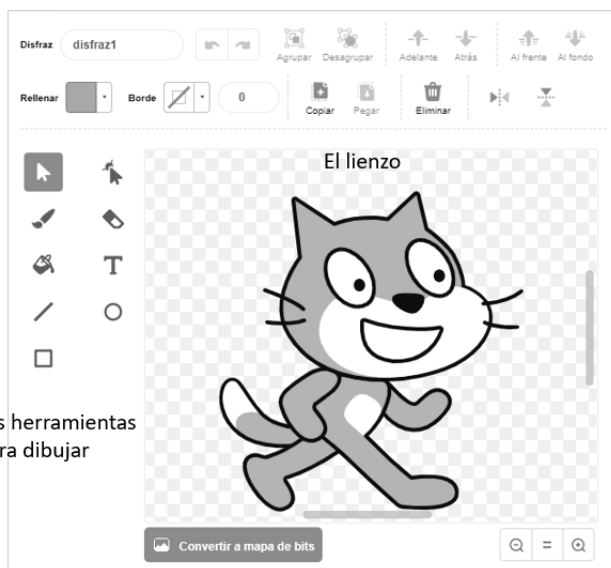 Disfraz disfraz1
Agrupar Desagrupar Adelante Atrás Al frente Al fondo
Rellenar Borde 0
Copiar Pegar Eliminar
El lienzo
T
s herramientas
ra dibujar
Convertir a mapa de bits